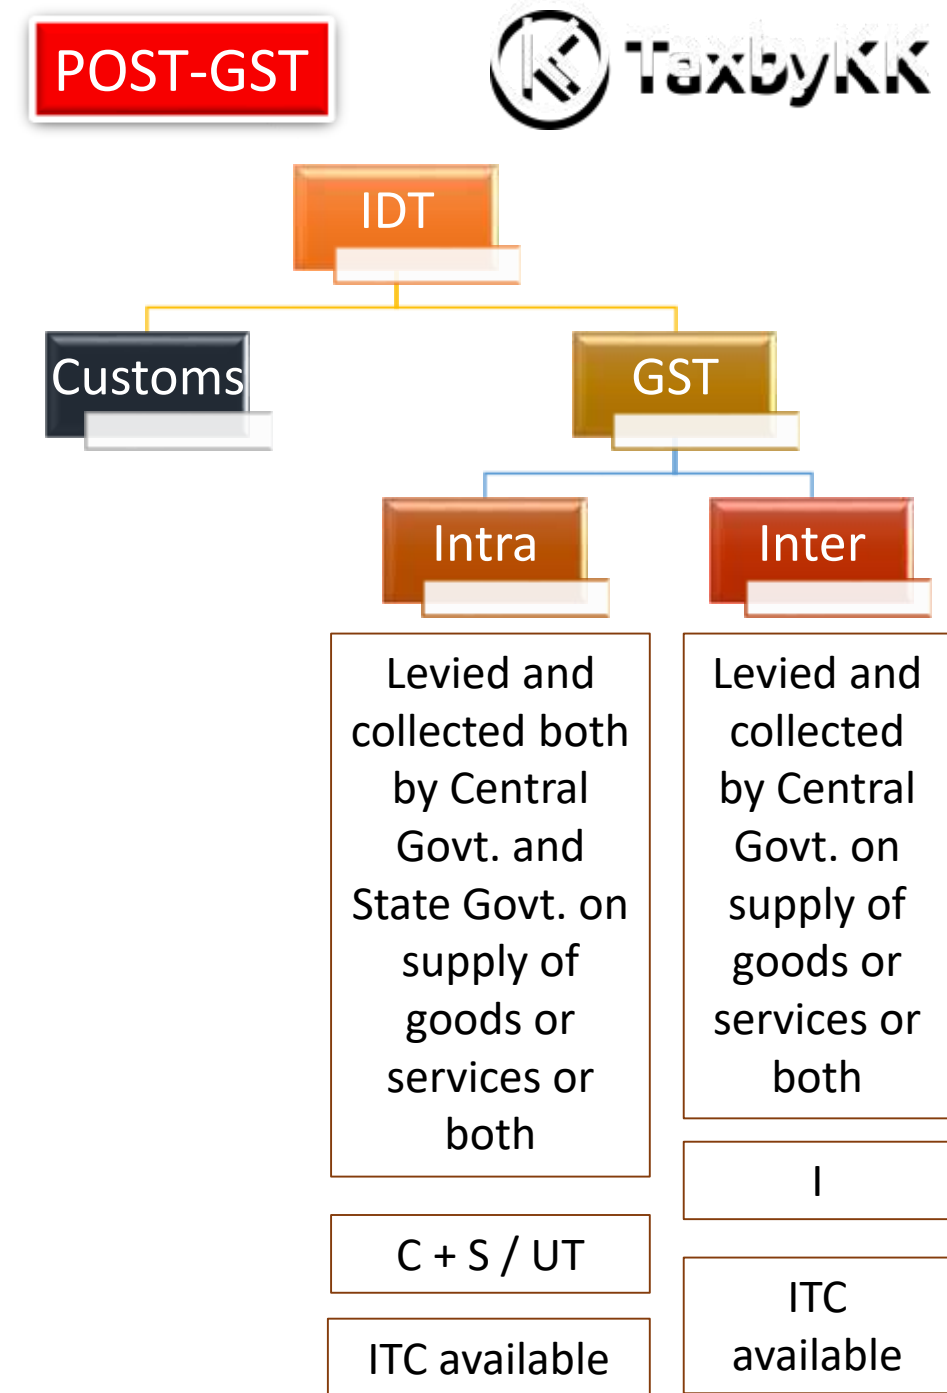 POST-GST
TaxbyKK
IDT
Customs
GST
Intra
Inter
Levied and
collected both
by Central
Govt. and
State Govt. on
supply of
goods or
services or
both
C + S / UT
ITC available
Levied and
collected
by Central
Govt. on
supply of
goods or
services or
both
I
ITC
available